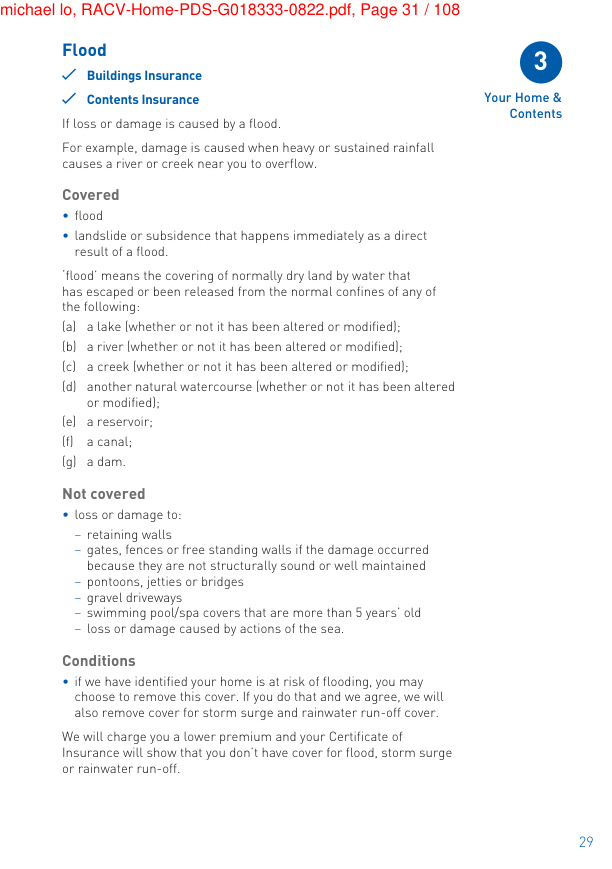 michael lo, RACV-Home-PDS-G018333-0822.pdf, Page 31 / 108
Flood
✓ Buildings Insurance
✓ Contents Insurance
3
Your Home &
Contents
If loss or damage is caused by a flood.
For example, damage is caused when heavy or sustained rainfall
causes a river or creek near you to overflow.
Covered
• flood
• landslide or subsidence that happens immediately as a direct
result of a flood.
‘flood’ means the covering of normally dry land by water that
has escaped or been released from the normal confines of any of
the following:
(a) a lake (whether or not it has been altered or modified);
(b) a river (whether or not it has been altered or modified);
(c) a creek (whether or not it has been altered or modified);
(d) another natural watercourse (whether or not it has been altered
or modified);
(e) a reservoir;
(f) a canal;
(g) a dam.
Not covered
• loss or damage to:
– retaining walls
– gates, fences or free standing walls if the damage occurred
because they are not structurally sound or well maintained
– pontoons, jetties or bridges
– gravel driveways
– swimming pool/spa covers that are more than 5 years’ old
– loss or damage caused by actions of the sea.
Conditions
• if we have identified your home is at risk of flooding, you may
choose to remove this cover. If you do that and we agree, we will
also remove cover for storm surge and rainwater run-off cover.
We will charge you a lower premium and your Certificate of
Insurance will show that you don’t have cover for flood, storm surge
or rainwater run-off.
29